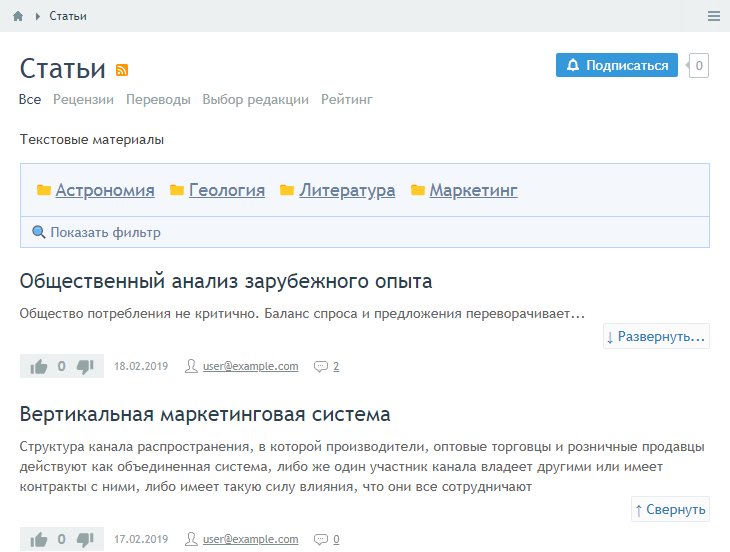 Статьи
Статьи
Подписаться 0
Все Рецензии Переводы Выбор редакции Рейтинг
Текстовые материалы
Астрономия Геология Литература Маркетинг
Показать фильтр
Общественный анализ зарубежного опыта
Общество потребления не критично. Баланс спроса и предложения переворачивает...
↓ Развернуть...
0 18.02.2019 user@example.com 2
Вертикальная маркетинговая система
Структура канала распространения, в которой производители, оптовые торговцы и розничные продавцы
действуют как объединенная система, либо же один участник канала владеет другими или имеет
контракты с ними, либо имеет такую силу влияния, что они все сотрудничают
↑ Свернуть
0 17.02.2019 user@example.com 0